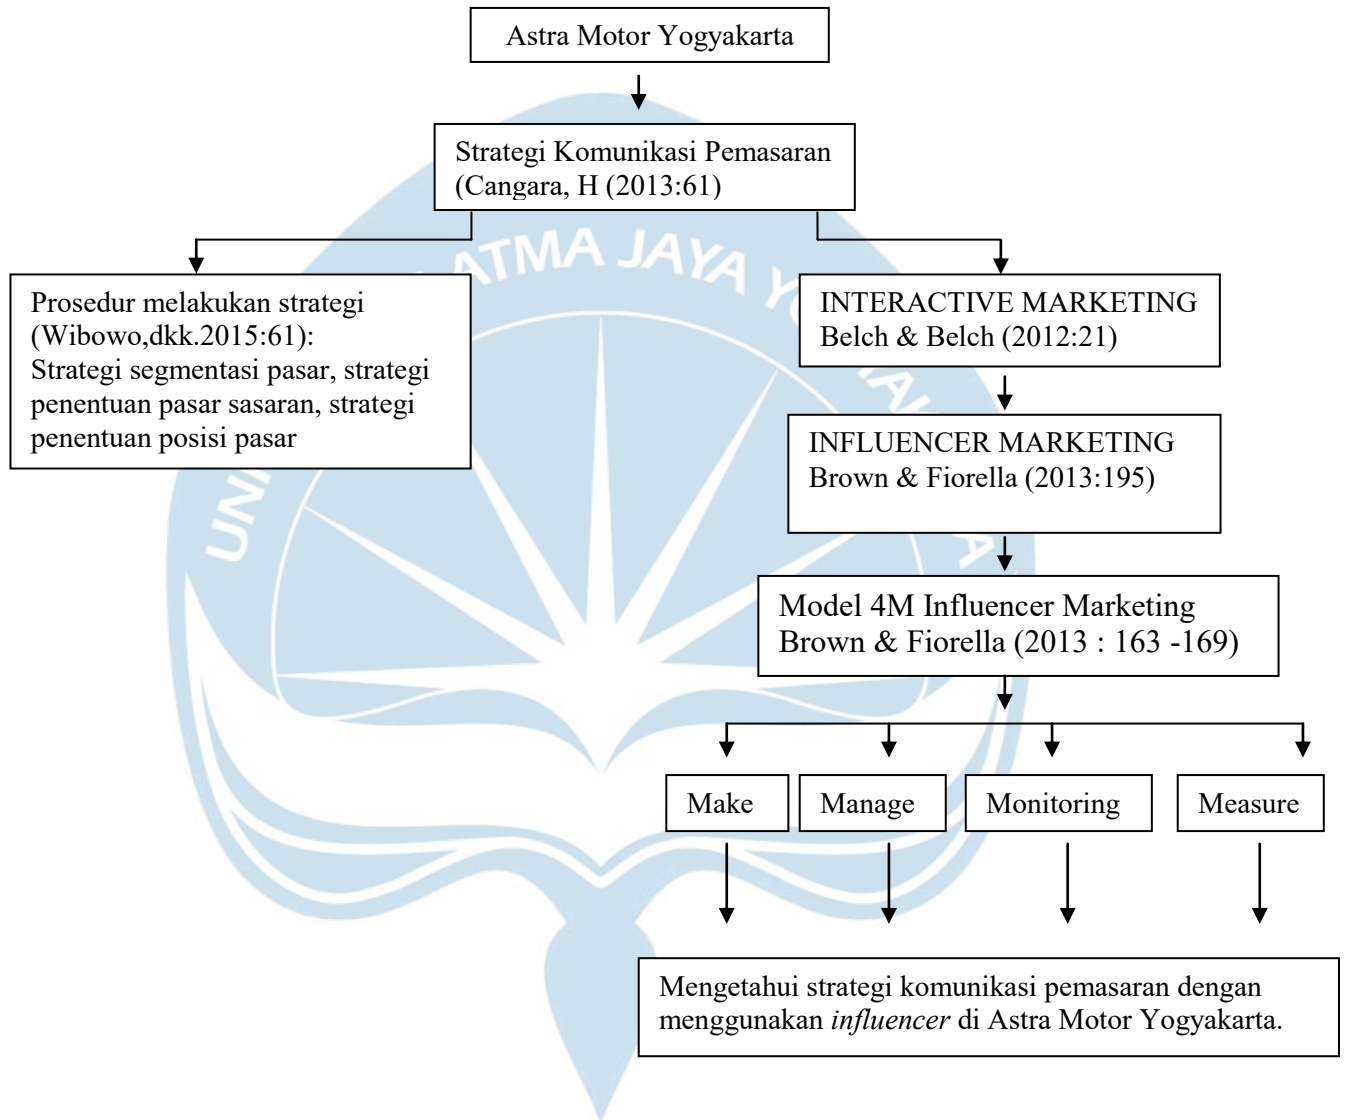 Astra Motor Yogyakarta
Strategi Komunikasi Pemasaran
(Cangara, H (2013:61)
Prosedur melakukan strategi
(Wibowo,dkk.2015:61):
Strategi segmentasi pasar, strategi
penentuan pasar sasaran, strategi
penentuan posisi pasar
INTERACTIVE MARKETING
Belch & Belch (2012:21)
INFLUENCER MARKETING
Brown & Fiorella (2013:195)
Model 4M Influencer Marketing
Brown & Fiorella (2013 : 163 -169)
Make
Manage
Monitoring
Measure
Mengetahui strategi komunikasi pemasaran dengan
menggunakan influencer di Astra Motor Yogyakarta.
ATMA JAYA